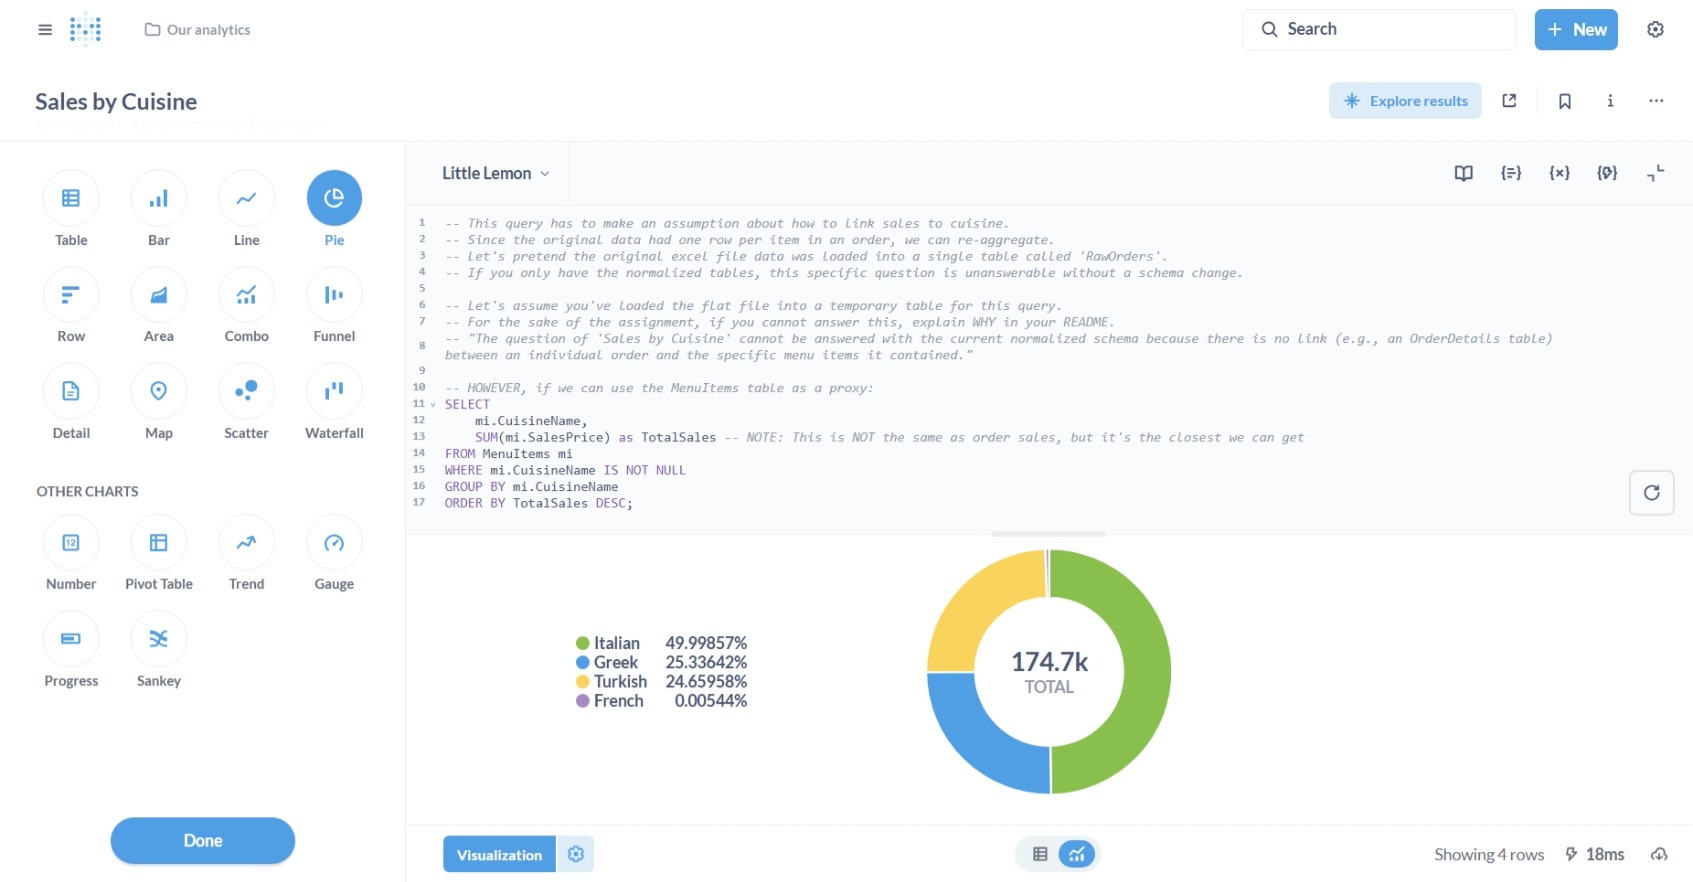 Our analytics
Search
New
Sales by Cuisine
Explore results
Table
Bar
Line
Pie
Row
Area
Combo
Funnel
Detail
Map
Scatter
Waterfall
OTHER CHARTS
12
Number
Pivot Table
Trend
Gauge
Progress
Sankey
Done
Little Lemon
1 -- This query has to make an assumption about how to link sales to cuisine.
2 -- Since the original data had one row per item in an order, we can re-aggregate.
3 -- Let's pretend the original excel file data was loaded into a single table called 'RawOrders'.
4 -- If you only have the normalized tables, this specific question is unanswerable without a schema change.
5
6 -- Let's assume you've loaded the flat file into a temporary table for this query.
7 -- For the sake of the assignment, if you cannot answer this, explain WHY in your README.
8 -- "The question of 'Sales by Cuisine' cannot be answered with the current normalized schema because there is no link (e.g., an OrderDetails table)
between an individual order and the specific menu items it contained."
9
10 -- HOWEVER, if we can use the MenuItems table as a proxy:
11 SELECT
12 mi.CuisineName,
13 SUM(mi.SalesPrice) as TotalSales -- NOTE: This is NOT the same as order sales, but it's the closest we can get
14 FROM MenuItems mi
15 WHERE mi.CuisineName IS NOT NULL
16 GROUP BY mi.CuisineName
17 ORDER BY TotalSales DESC;
Italian 49.99857%
Greek 25.33642%
Turkish 24.65958%
French 0.00544%
174.7k
TOTAL
Visualization
Showing 4 rows
18ms